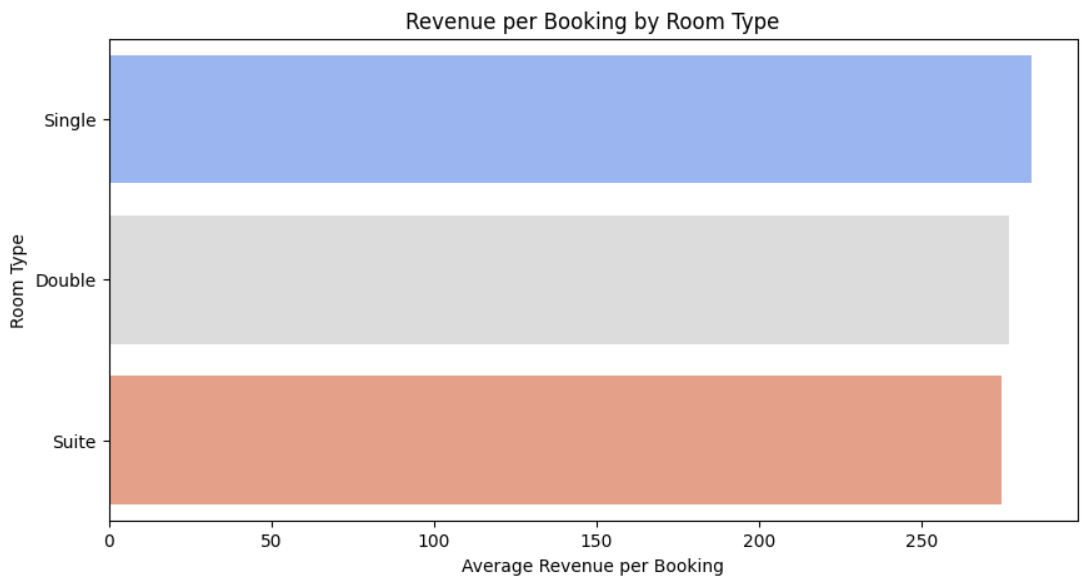 Revenue per Booking by Room Type
Single
Double
Suite
Room Type
0 50 100 150 200 250
Average Revenue per Booking